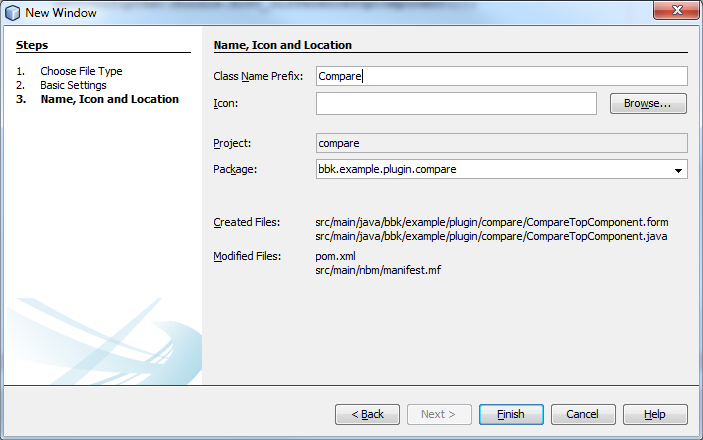 New Window
Steps
1. Choose File Type
2. Basic Settings
3. Name, Icon and Location
Name, Icon and Location
Class Name Prefix: Compare
Icon: Browse...
Project: compare
Package: bbk.example.plugin.compare
Created Files: src/main/java/bbk/example/plugin/compare/CompareTopComponent.form
src/main/java/bbk/example/plugin/compare/CompareTopComponent.java
Modified Files: pom.xml
src/main/nbm/manifest.mf
< Back Next > Finish Cancel Help